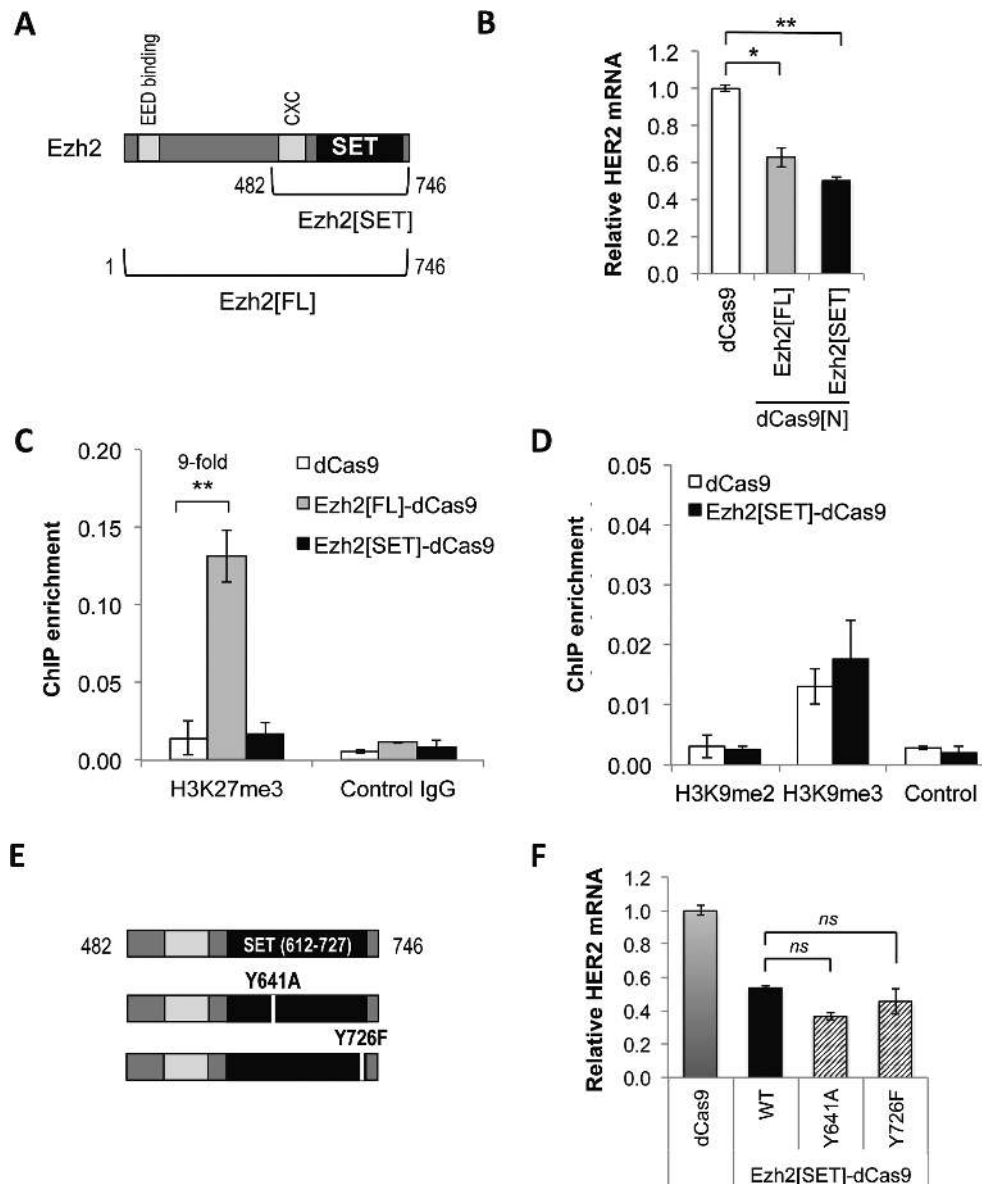 A
EED binding
CXC
Ezh2
SET
482
746
Ezh2[SET]
1
746
Ezh2[FL]
B
Relative HER2 mRNA
1.2
1.0
0.8
0.6
0.4
0.2
0.0
*
**
dCas9
Ezh2[FL]
Ezh2[SET]
dCas9[N]
C
ChIP enrichment
0.20
0.15
0.10
0.05
0.00
9-fold
**
dCas9
Ezh2[FL]-dCas9
Ezh2[SET]-dCas9
H3K27me3
Control IgG
D
ChIP enrichment
0.05
0.04
0.03
0.02
0.01
0.00
dCas9
Ezh2[SET]-dCas9
H3K9me2
H3K9me3
Control
E
482
SET (612-727)
746
Y641A
Y726F
F
Relative HER2 mRNA
1.2
1.0
0.8
0.6
0.4
0.2
0.0
ns
ns
dCas9
WT
Y641A
Y726F
Ezh2[SET]-dCas9